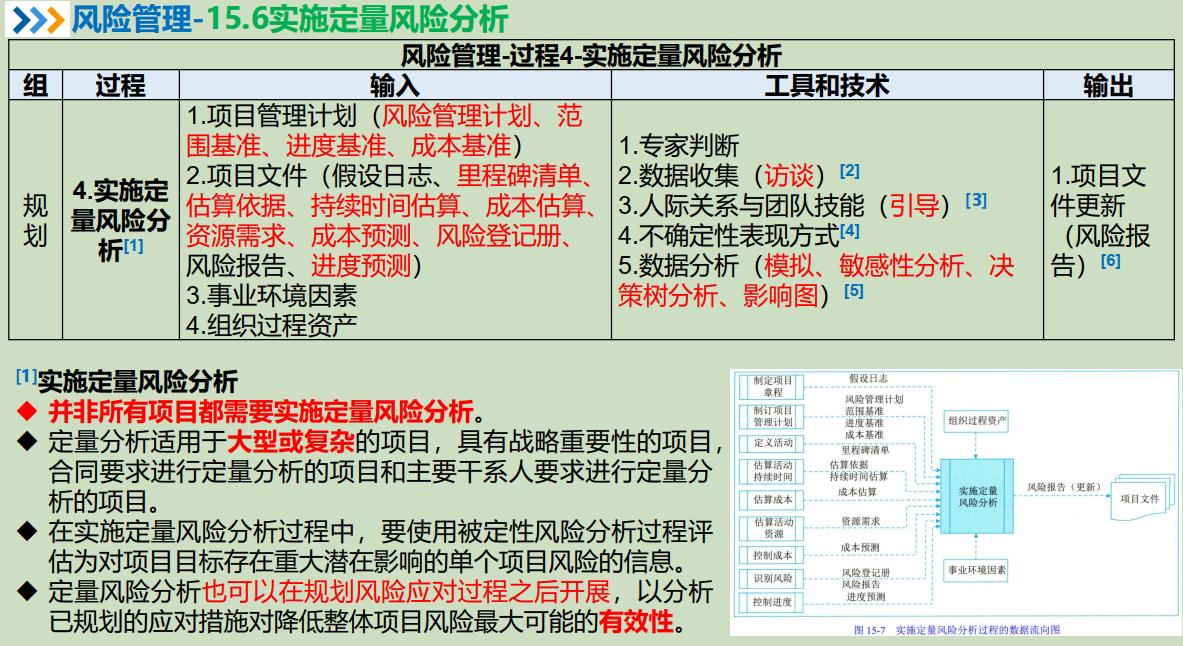 风险管理-15.6实施定量风险分析
风险管理-过程4-实施定量风险分析
组
过程
输入
工具和技术
输出
规
划
4.实施定
量风险分
析[1]
1.项目管理计划（风险管理计划、范
围基准、进度基准、成本基准）
2.项目文件（假设日志、里程碑清单、
估算依据、持续时间估算、成本估算、
资源需求、成本预测、风险登记册、
风险报告、进度预测）
3.事业环境因素
4.组织过程资产
1.专家判断
2.数据收集（访谈）[2]
3.人际关系与团队技能（引导）[3]
4.不确定性表现方式[4]
5.数据分析（模拟、敏感性分析、决
策树分析、影响图）[5]
1.项目文
件更新
（风险报
告）[6]
[1]实施定量风险分析
◆ 并非所有项目都需要实施定量风险分析。
◆ 定量分析适用于大型或复杂的项目，具有战略重要性的项目，
合同要求进行定量分析的项目和主要干系人要求进行定量分
析的项目。
◆ 在实施定量风险分析过程中，要使用被定性风险分析过程评
估为对项目目标存在重大潜在影响的单个项目风险的信息。
◆ 定量风险分析也可以在规划风险应对过程之后开展，以分析
已规划的应对措施对降低整体项目风险最大可能的有效性。
制定项目
章程
假设日志
制订项目
管理计划
风险管理计划
范围基准
进度基准
成本基准
定义活动
里程碑清单
估算活动
持续时间
估算依据
持续时间估算
估算成本
成本估算
估算活动
资源
资源需求
控制成本
成本预测
识别风险
风险登记册
风险报告
控制进度
进度预测
组织过程资产
实施定量
风险分析
事业环境因素
风险报告（更新）
项目文件
图 15-7 实施定量风险分析过程的数据流向图